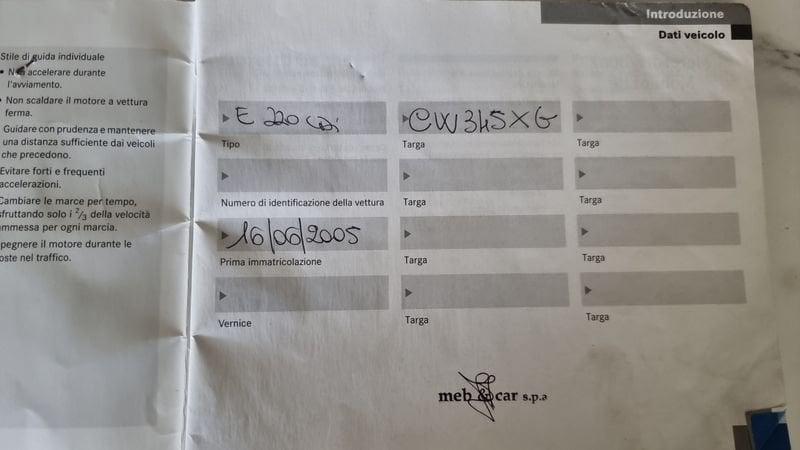 Introduzione
Dati veicolo
Stile di guida individuale
• Non accelerare durante
l'avviamento.
Non scaldare il motore a vettura
ferma.
Guidare con prudenza e mantenere
una distanza sufficiente dai veicoli
che precedono.
Evitare forti e frequenti
accelerazioni.
Cambiare le marce per tempo,
sfruttando solo i 2/3 della velocità
ammessa per ogni marcia.
pegnere il motore durante le
oste nel traffico.
E 220 CDi
CW345XG
Tipo
Targa
Targa
Numero di identificazione della vettura
Targa
Targa
16/06/2005
Prima immatricolazione
Targa
Targa
Vernice
Targa
Targa
meb & car s.p.a